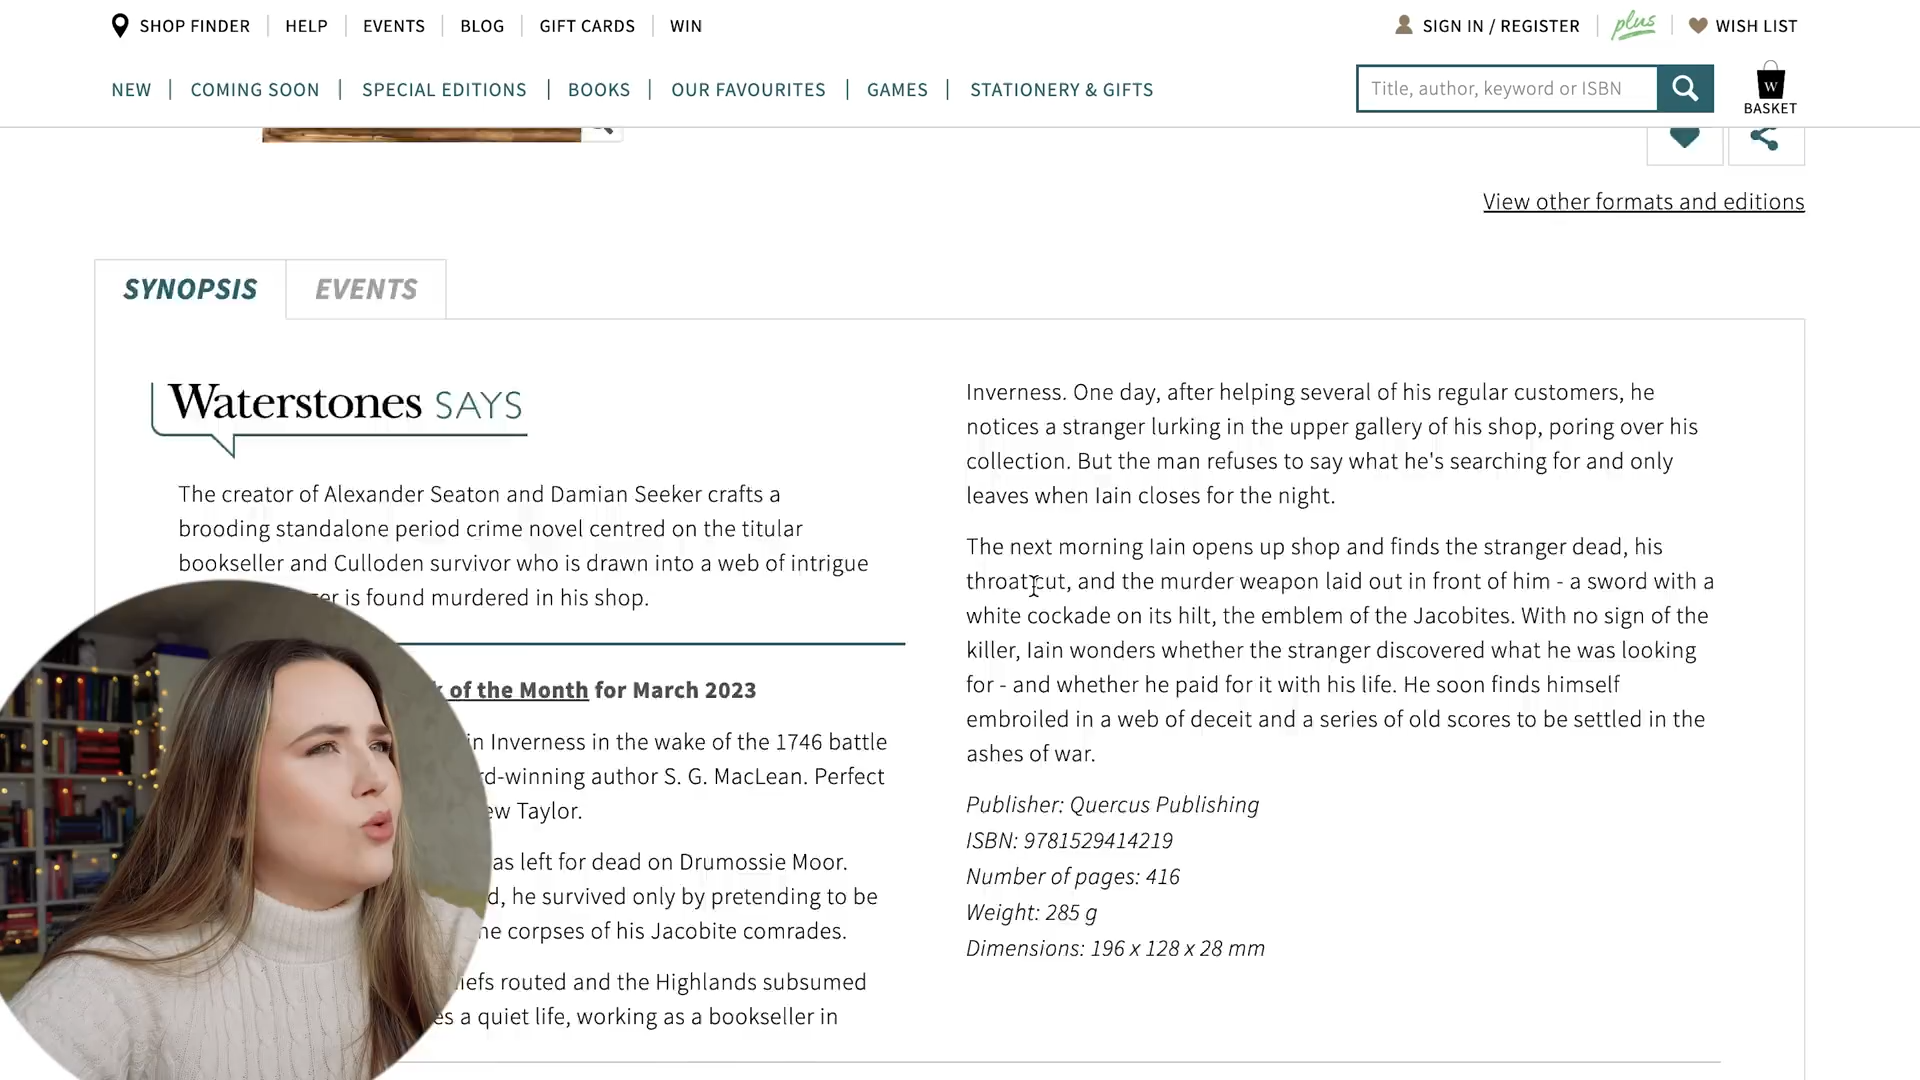 SHOP FINDER
HELP
EVENTS
BLOG
GIFT CARDS
WIN
SIGN IN / REGISTER
plus
WISH LIST
NEW
COMING SOON
SPECIAL EDITIONS
BOOKS
OUR FAVOURITES
GAMES
STATIONERY & GIFTS
Title, author, keyword or ISBN
W
BASKET
View other formats and editions
SYNOPSIS
EVENTS
Waterstones SAYS
The creator of Alexander Seaton and Damian Seeker crafts a
brooding standalone period crime novel centred on the titular
bookseller and Culloden survivor who is drawn into a web of intrigue
is found murdered in his shop.
of the Month for March 2023
in Inverness in the wake of the 1746 battle
author S. G. MacLean. Perfect
Taylor.
left for dead on Drumossie Moor.
he survived only by pretending to be
corpses of his Jacobite comrades.
routed and the Highlands subsumed
a quiet life, working as a bookseller in
Inverness. One day, after helping several of his regular customers, he
notices a stranger lurking in the upper gallery of his shop, poring over his
collection. But the man refuses to say what he's searching for and only
leaves when Iain closes for the night.
The next morning Iain opens up shop and finds the stranger dead, his
throat cut, and the murder weapon laid out in front of him - a sword with a
white cockade on its hilt, the emblem of the Jacobites. With no sign of the
killer, Iain wonders whether the stranger discovered what he was looking
for - and whether he paid for it with his life. He soon finds himself
embroiled in a web of deceit and a series of old scores to be settled in the
ashes of war.
Publisher: Quercus Publishing
ISBN: 9781529414219
Number of pages: 416
Weight: 285 g
Dimensions: 196 x 128 x 28 mm